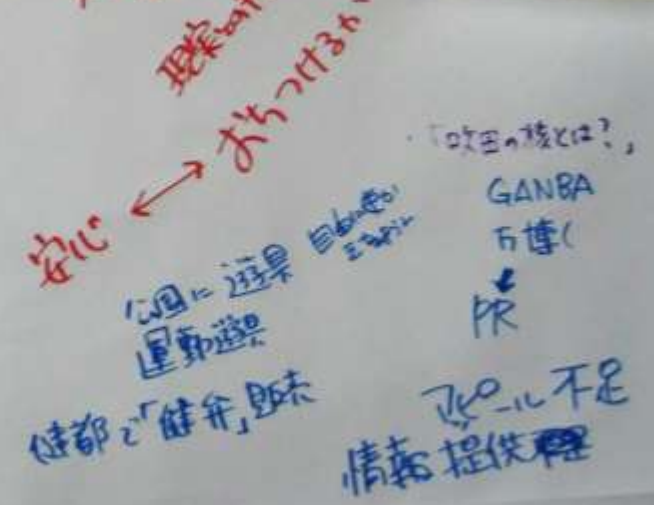 おちつける
安心 ↔
「吹田の核とは?」
GANBA
万博(
↓
PR
公園に遊具
運動遊具
健都で「健弁」販売
アピール不足
情報提供